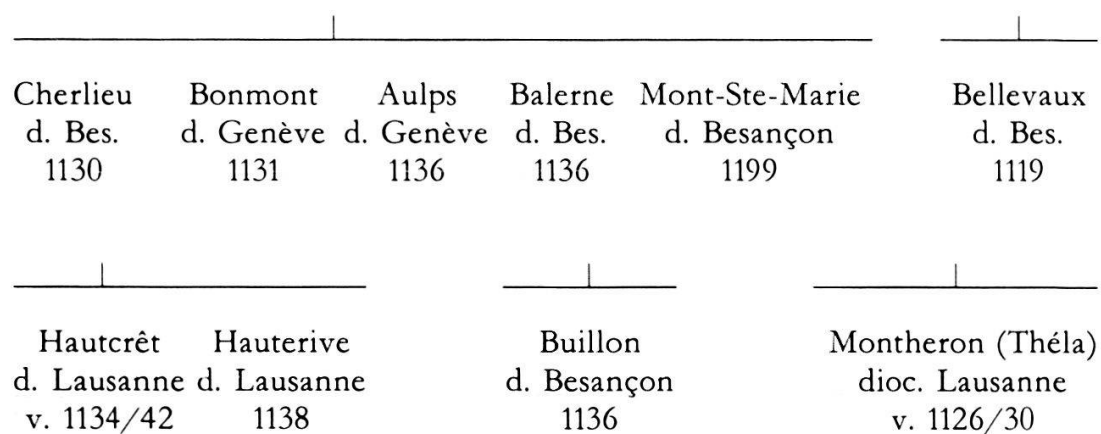 Cherlieu Bonmont Aulps Balerne Mont-Ste-Marie Bellevaux
d. Bes. d. Genève d. Genève d. Bes. d. Besançon d. Bes.
1130 1131 1136 1136 1199 1119
Hautcrêt Hauterive Buillon Montheron (Théla)
d. Lausanne d. Lausanne d. Besançon dioc. Lausanne
v. 1134/42 1138 1136 v. 1126/30